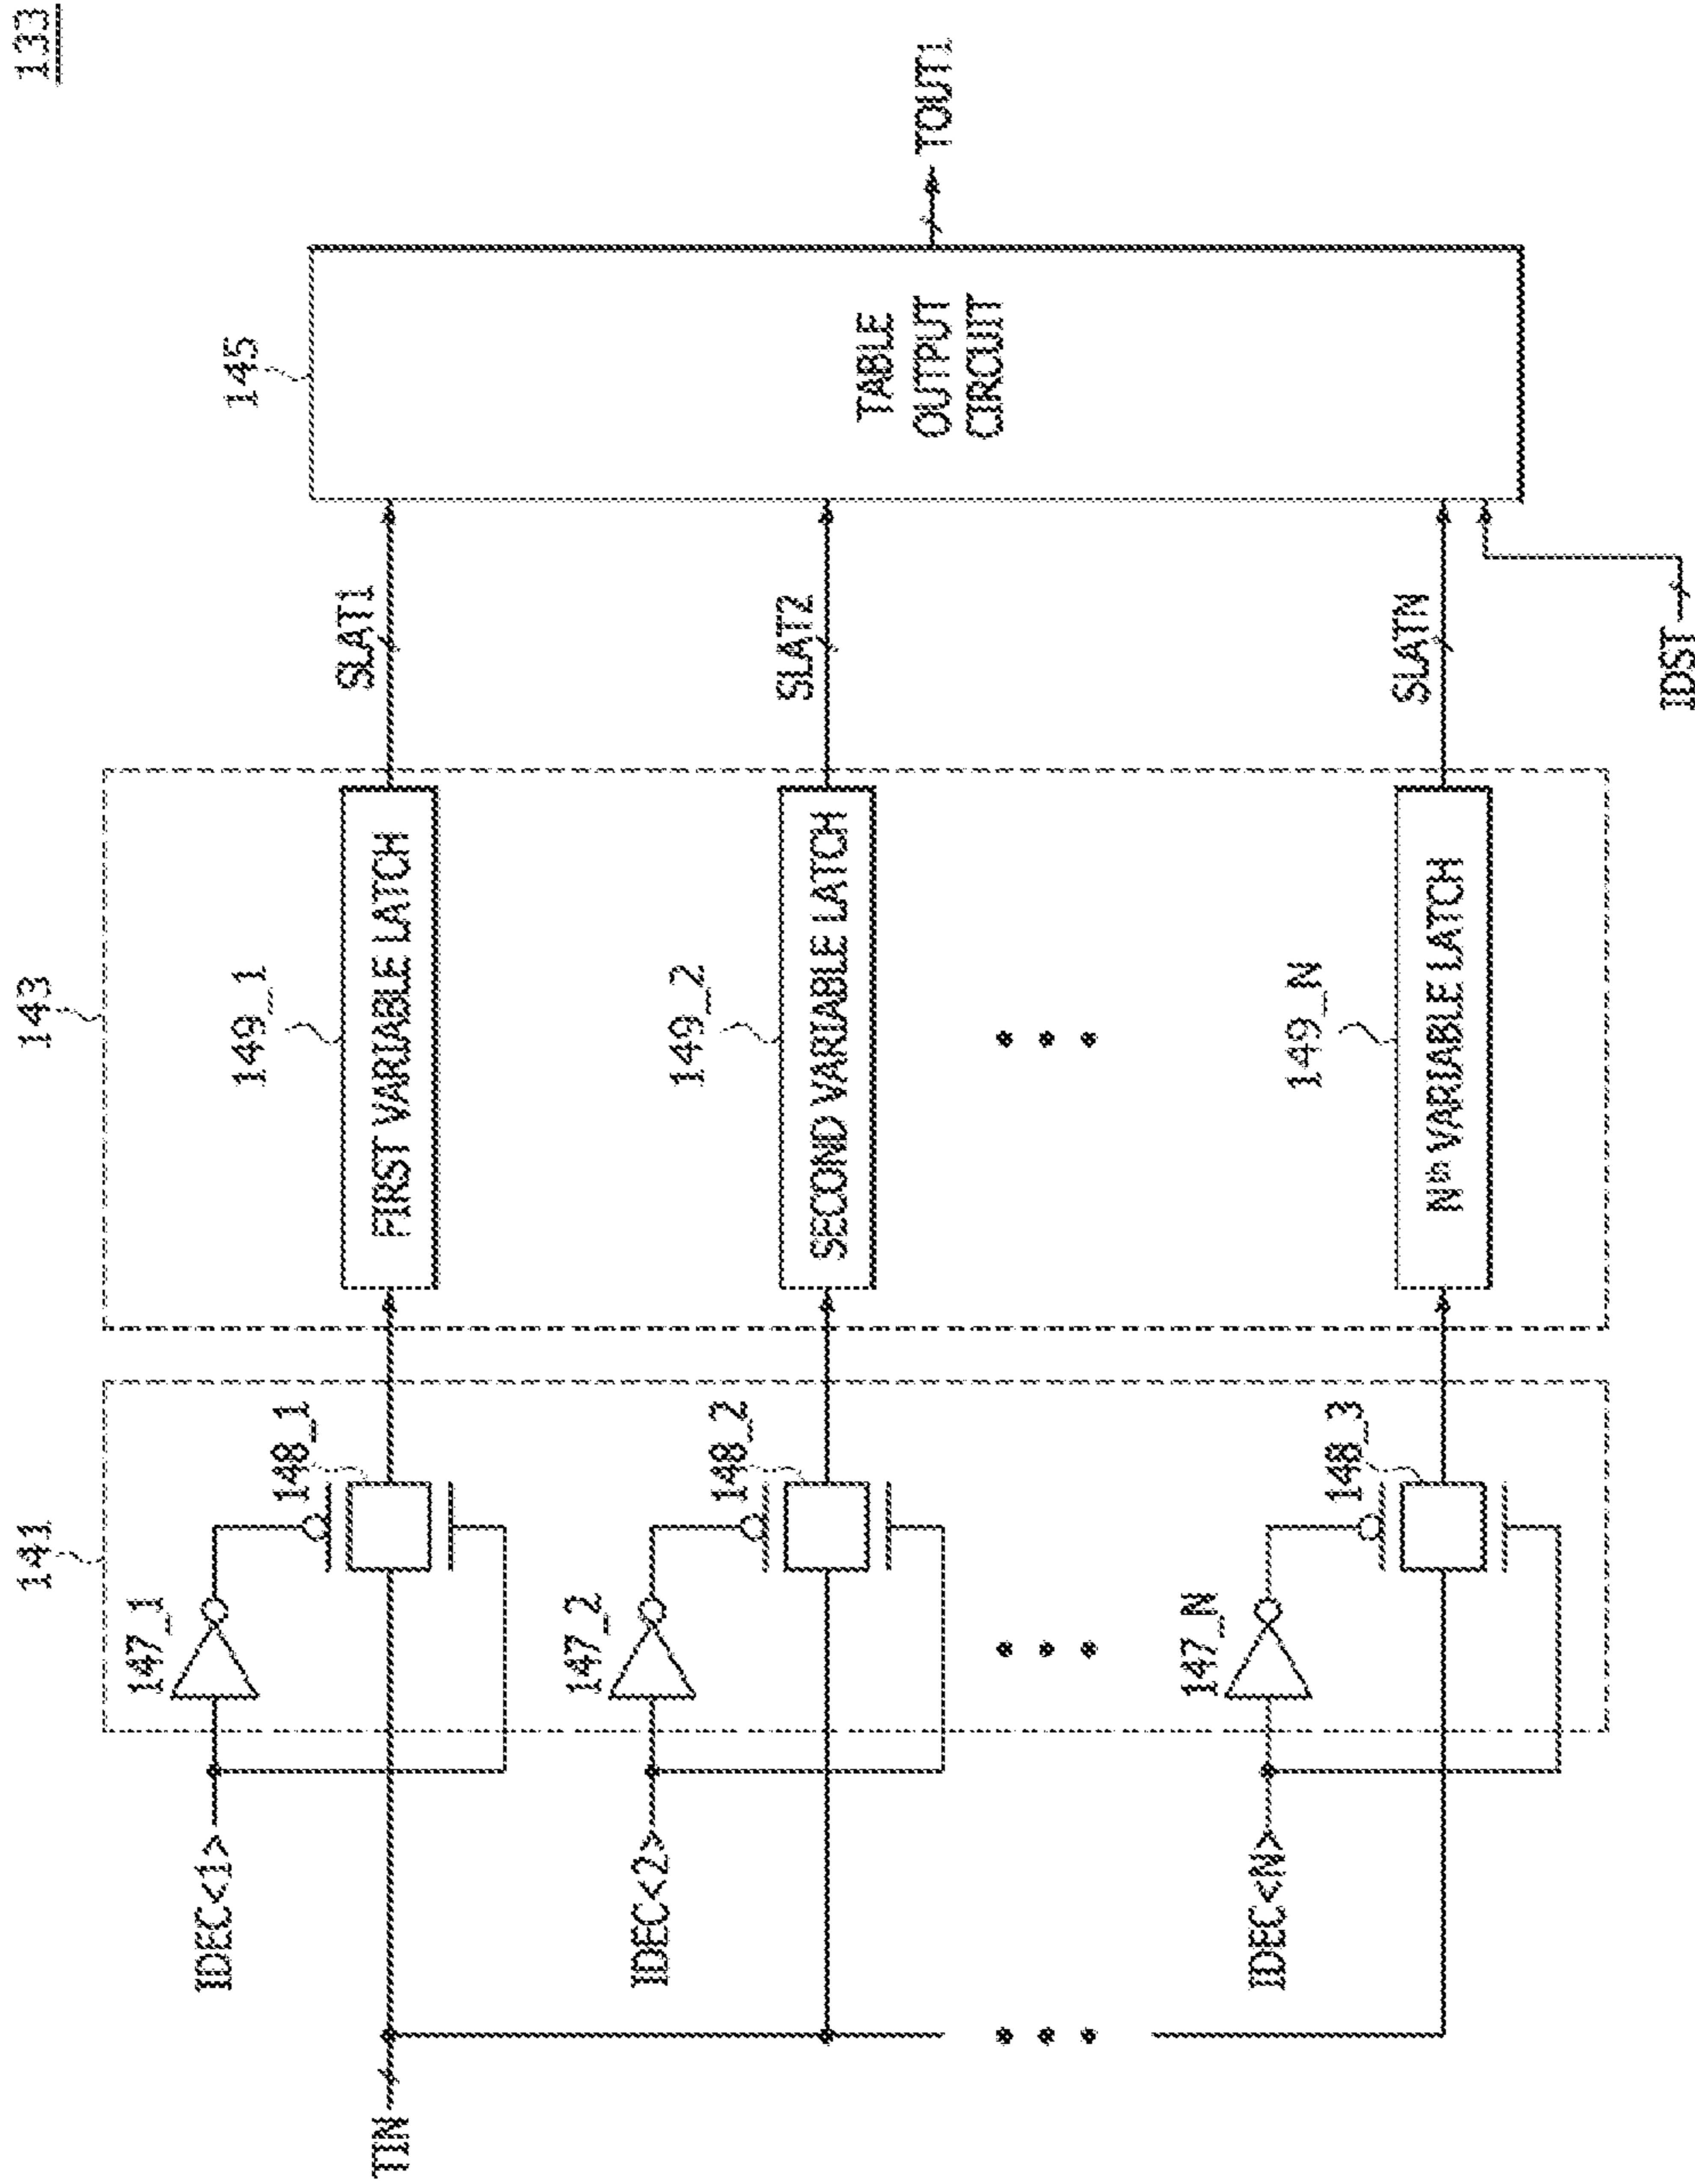 133
141
143
145
147_1
148_1
149_1
IDEC<1>
TIN
FIRST VARIABLE LATCH
SLAT1
147_2
148_2
149_2
IDEC<2>
SECOND VARIABLE LATCH
SLAT2
TABLE
OUTPUT
CIRCUIT
TOUT1
147_N
148_3
149_N
IDEC<N>
Nth VARIABLE LATCH
SLATN
IDST